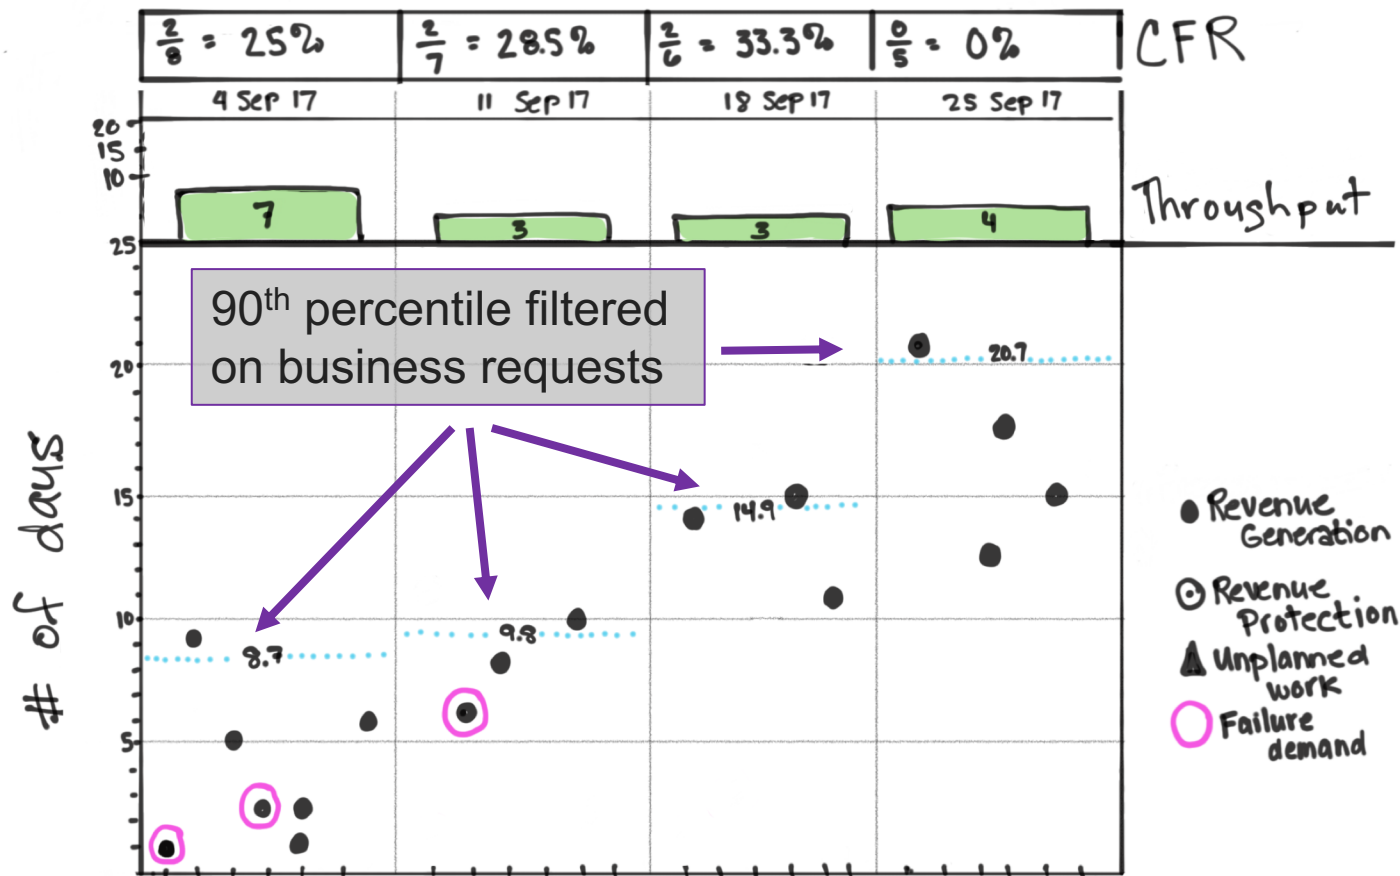 2/8 = 25%
2/7 = 28.5%
2/6 = 33.3%
0/5 = 0%
CFR
4 Sep 17
11 Sep 17
18 Sep 17
25 Sep 17
20
15
10
7
3
3
4
Throughput
25
90th percentile filtered
on business requests
20.7
20
# of days
15
14.9
10
9.8
8.7
5
Revenue
Generation
Revenue
Protection
Unplanned
work
Failure
demand